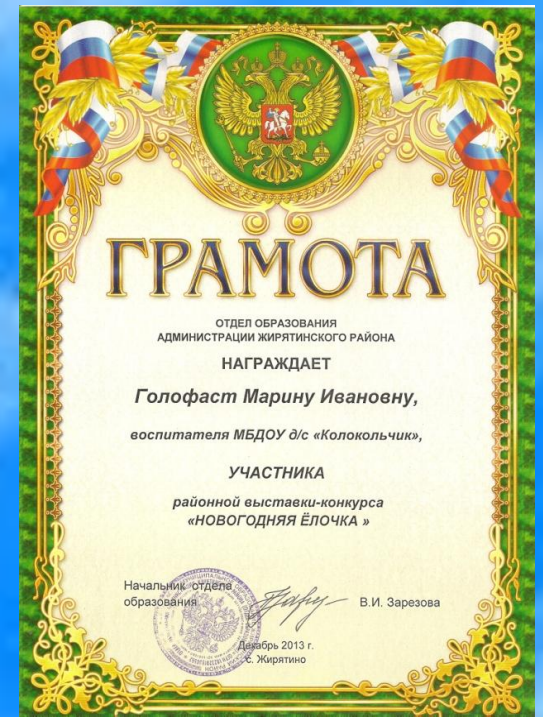 ГРАМОТА
ОТДЕЛ ОБРАЗОВАНИЯ
АДМИНИСТРАЦИИ ЖИРЯТИНСКОГО РАЙОНА
НАГРАЖДАЕТ
Голофаст Марину Ивановну,
воспитателя МБДОУ д/с «Колокольчик»,
УЧАСТНИКА
районной выставки-конкурса
«НОВОГОДНЯЯ ЁЛОЧКА »
Начальник отдела
образования В.И. Зарезова
Декабрь 2013 г.
с. Жирятино